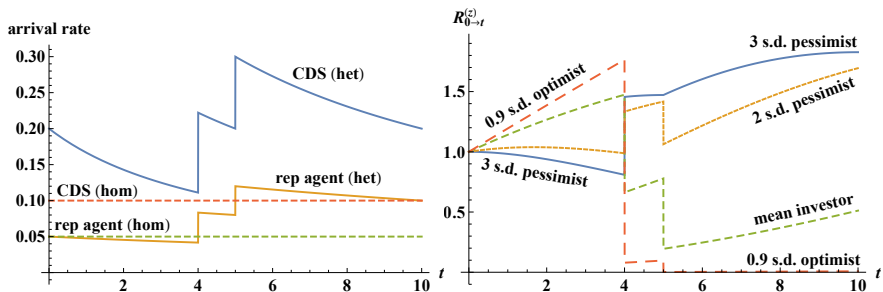 arrival rate
0.30
0.25
0.20
0.15
0.10
0.05
CDS (het)
CDS (hom)
rep agent (het)
rep agent (hom)
2
4
6
8
10
t
R_{0→t}^{(z)}
1.5
1.0
0.5
0.9 s.d. optimist
3 s.d. pessimist
3 s.d. pessimist
2 s.d. pessimist
mean investor
0.9 s.d. optimist
2
4
6
8
10
t